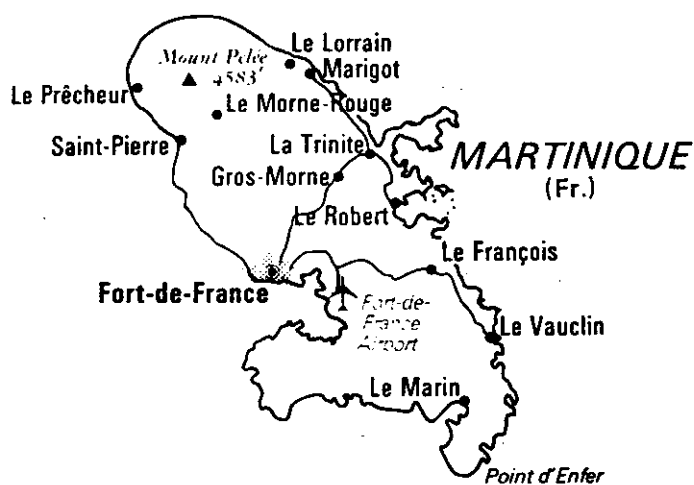 Le Lorrain
Mount Pelée
4583'
Marigot
Le Prêcheur
Le Morne-Rouge
Saint-Pierre
La Trinite
MARTINIQUE
(Fr.)
Gros-Morne
Le Robert
Le François
Fort-de-France
Fort-de-
France
Airport
Le Vauclin
Le Marin
Point d'Enfer